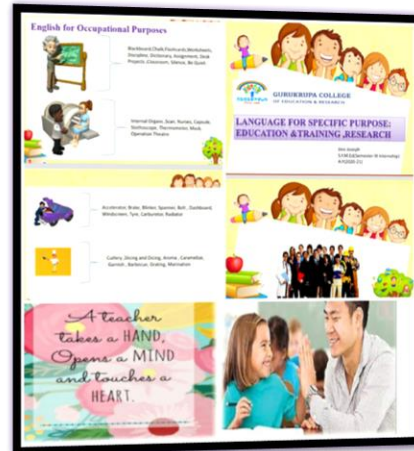 English for Occupational Purposes
Blackboard,Chalk,Flashcards,Worksheets,
Discipline, Dictionary, Assignment, Desk
Projects, Classroom, Silence, Be Quiet
Internal Organs, Scan, Nurses, Capsule,
Stethoscope, Thermometer, Mask,
Operation Theatre
GURUKRUPA COLLEGE
OF EDUCATION & RESEARCH
LANGUAGE FOR SPECIFIC PURPOSE:
EDUCATION &TRAINING ,RESEARCH
Accelerator, Brake, Blinker, Spanner, Bolt, Dashboard,
Windscreen, Tyre, Carburetor, Radiator
Cutlery, Slicing and Dicing, Aroma, Caramelize,
Garnish, Barbecue, Grating, Marination
A teacher
takes a HAND,
Opens a MIND
and touches a
HEART.